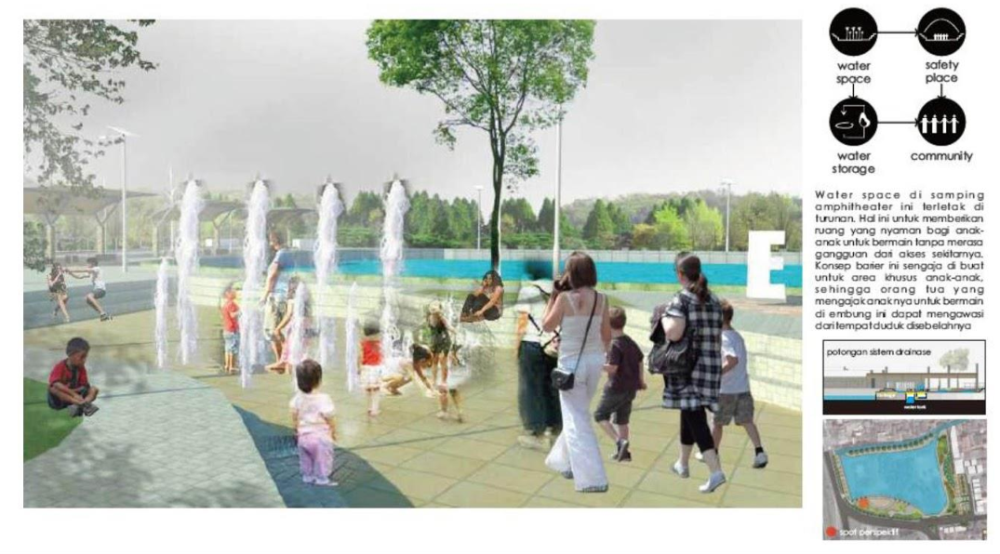 water
space
safety
place
water
storage
community
Water space di samping
amphitheater ini terletak di
turunan. Hal ini untuk memberikan
ruang yang nyaman bagi anak-
anak untuk bermain tanpa merasa
gangguan dari akses sekitarnya.
Konsep barier ini sengaja di buat
untuk area khusus anak-anak,
sehingga orang tua yang
mengajak anaknya untuk bermain
di embung ini dapat mengawasi
dari tempat duduk disebelahnya
E
potongan sistem drainase
water tank
spot perspektif